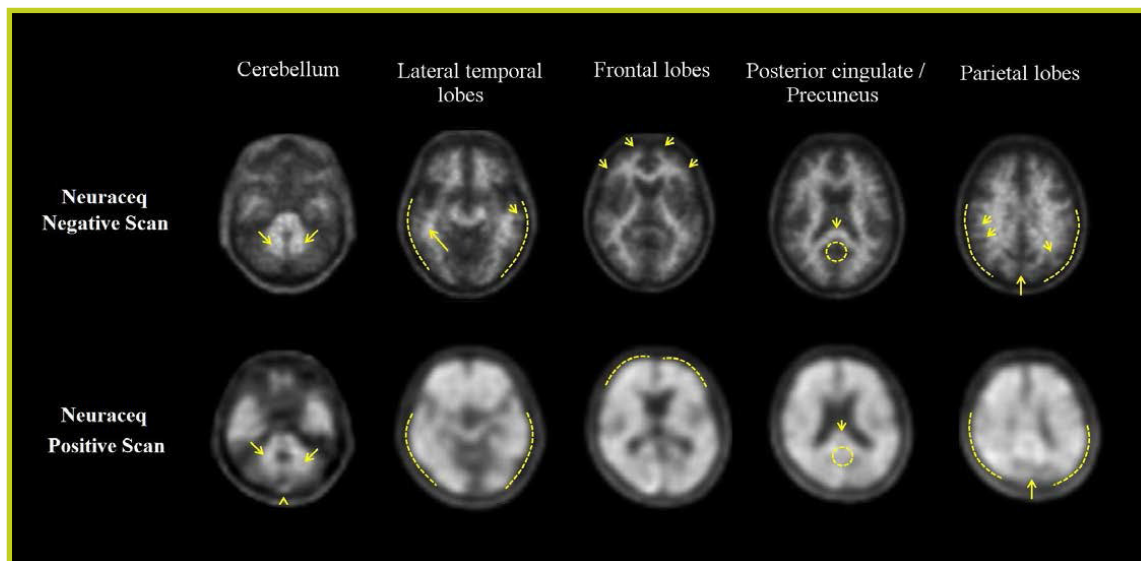 Cerebellum
Lateral temporal
lobes
Frontal lobes
Posterior cingulate /
Precuneus
Parietal lobes
Neuraceq
Negative Scan
Neuraceq
Positive Scan